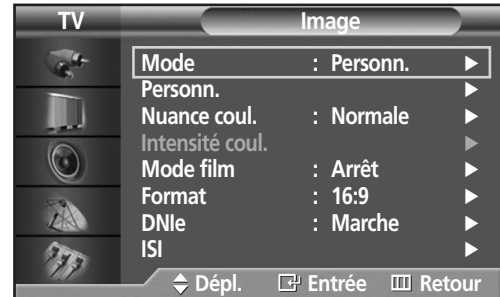 TV Image
Mode : Personn.
Personn.
Nuance coul. : Normale
Intensité coul.
Mode film : Arrêt
Format : 16:9
DNIe : Marche
ISI
Dépl. Entrée Retour